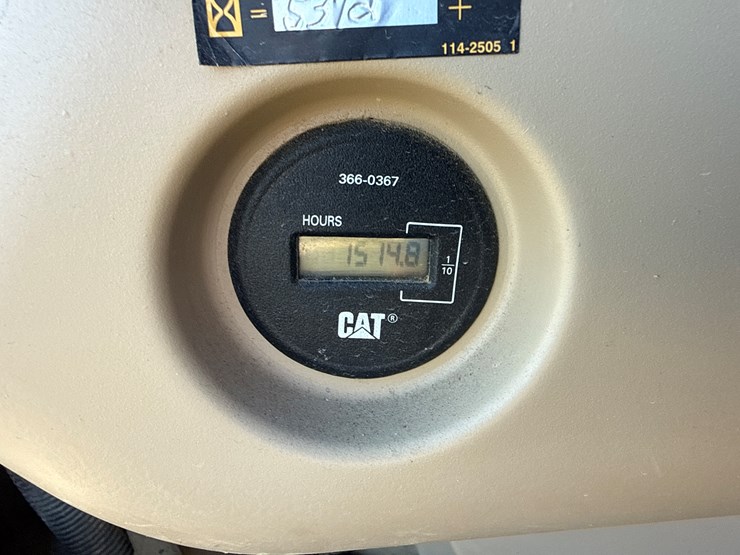 = +
114-2505 1
366-0367
HOURS
1514.8
1/10
CAT®